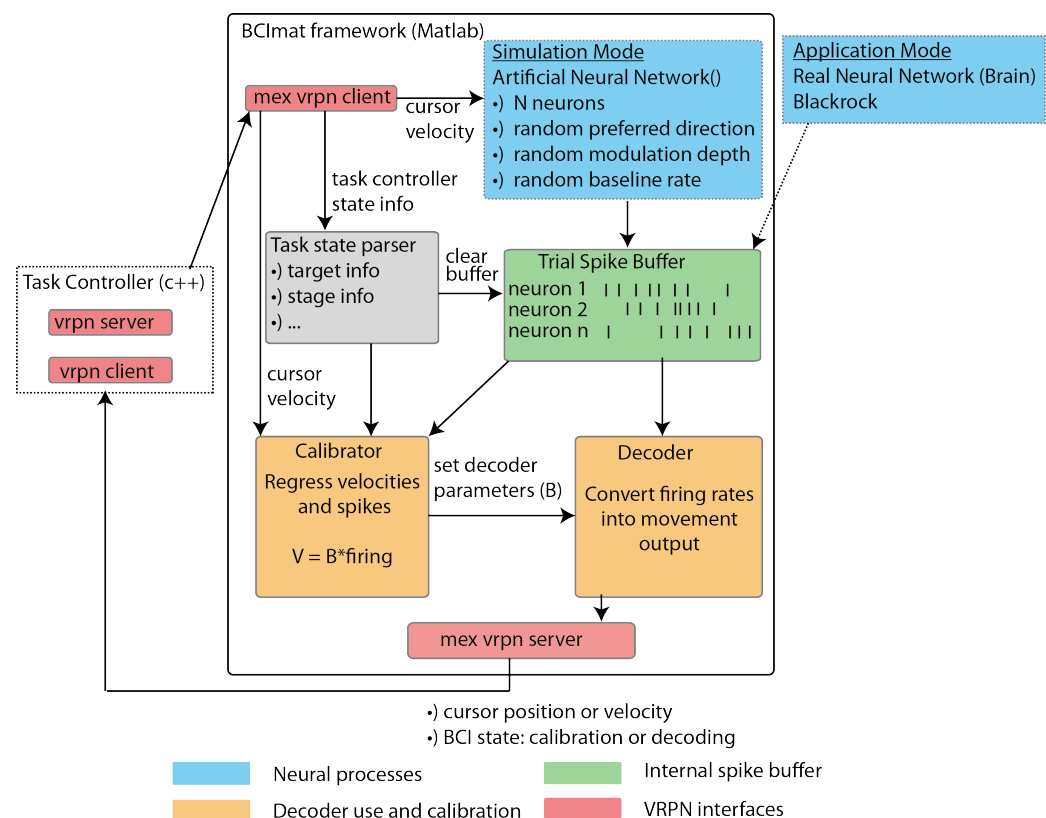 BCImat framework (Matlab)
Simulation Mode
Artificial Neural Network()
•) N neurons
•) random preferred direction
•) random modulation depth
•) random baseline rate
Application Mode
Real Neural Network (Brain)
Blackrock
mex vrpn client
cursor
velocity
task controller
state info
Task state parser
•) target info
•) stage info
•) ...
clear
buffer
Trial Spike Buffer
neuron 1
neuron 2
neuron n
Task Controller (c++)
vrpn server
vrpn client
cursor
velocity
Calibrator
Regress velocities
and spikes
V = B*firing
set decoder
parameters (B)
Decoder
Convert firing rates
into movement
output
mex vrpn server
•) cursor position or velocity
•) BCI state: calibration or decoding
Neural processes
Internal spike buffer
Decoder use and calibration
VRPN interfaces